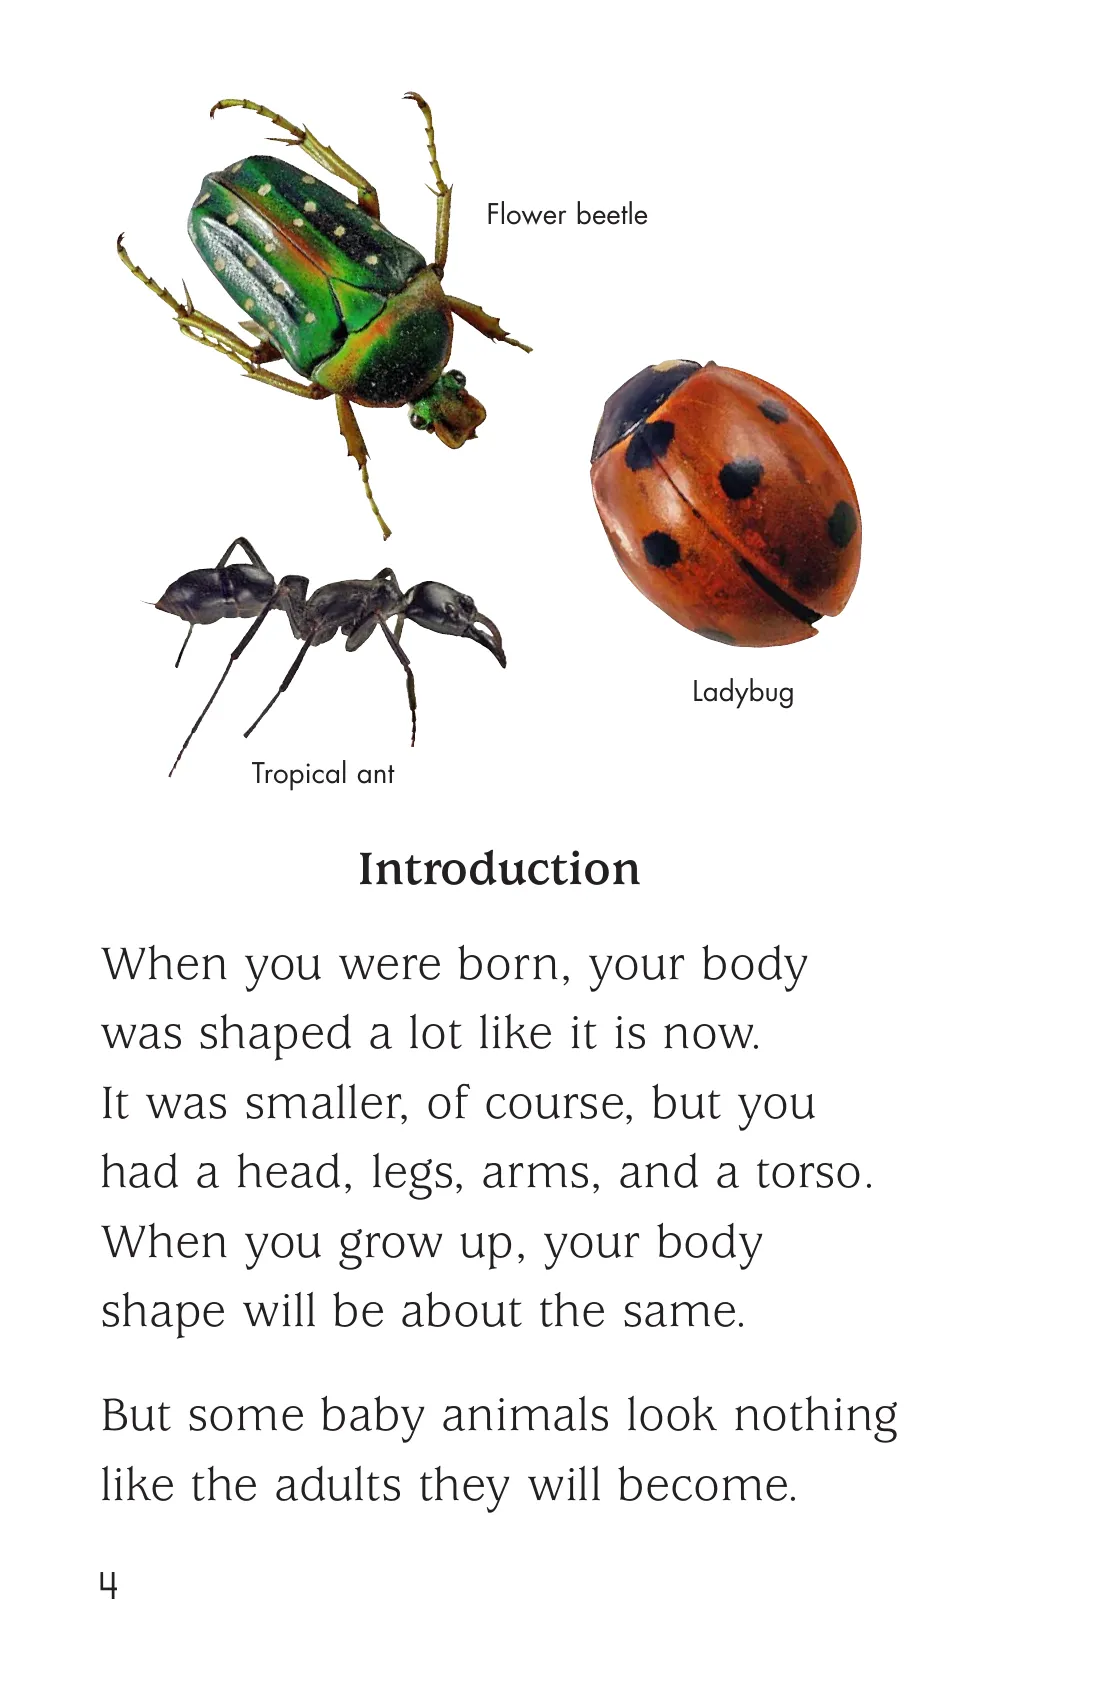 Flower beetle
Ladybug
Tropical ant
Introduction
When you were born, your body
was shaped a lot like it is now.
It was smaller, of course, but you
had a head, legs, arms, and a torso.
When you grow up, your body
shape will be about the same.
But some baby animals look nothing
like the adults they will become.
4